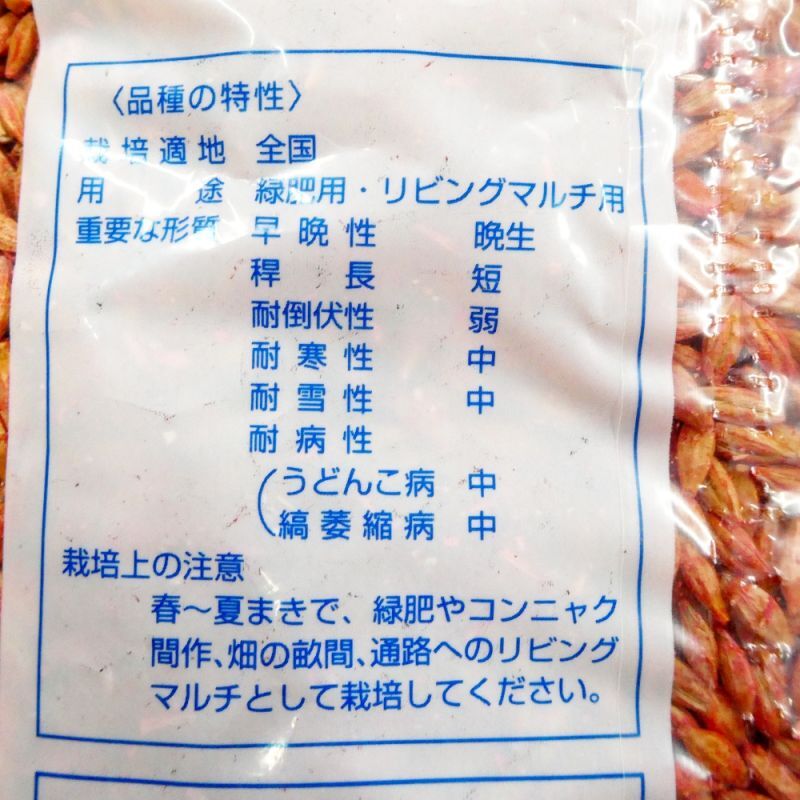 〈品種の特性〉
栽培適地 全国
用途 緑肥用・リビングマルチ用
重要な形質 早晩性 晩生
稈長 短
耐倒伏性 弱
耐寒性 中
耐雪性 中
耐病性
(うどんこ病 中
縞萎縮病 中
栽培上の注意
春〜夏まきで、緑肥やコンニャク
間作、畑の畝間、通路へのリビング
マルチとして栽培してください。